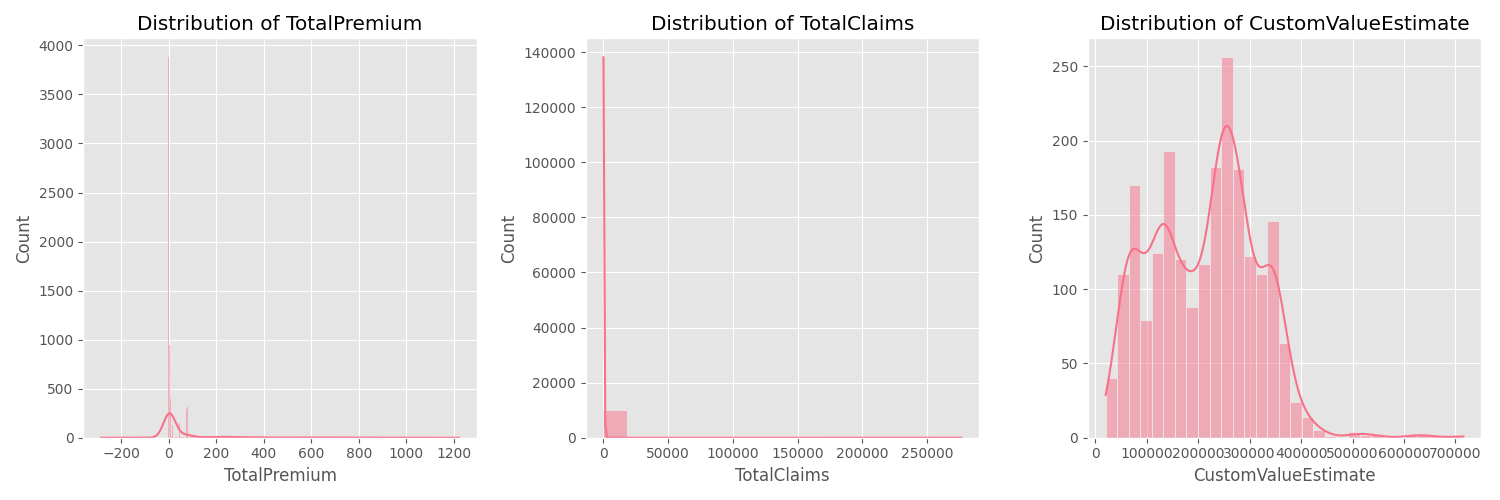 Distribution of TotalPremium
4000
3500
3000
2500
2000
1500
1000
500
0
Count
−200 0 200 400 600 800 1000 1200
TotalPremium
Distribution of TotalClaims
140000
120000
100000
80000
60000
40000
20000
0
Count
0 50000 100000 150000 200000 250000
TotalClaims
Distribution of CustomValueEstimate
250
200
150
100
50
0
Count
0 100000 200000 300000 400000 500000 600000 700000
CustomValueEstimate